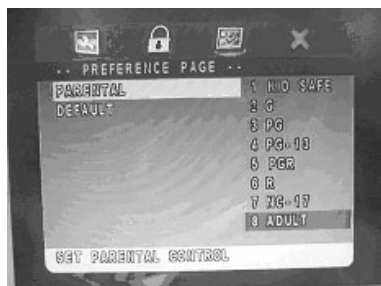 -- PREFERENCE PAGE --
PARENTAL
DEFAULT
1 KID SAFE
2 G
3 PG
4 PG-13
5 PGR
6 R
7 NC-17
8 ADULT
SET PARENTAL CONTROL